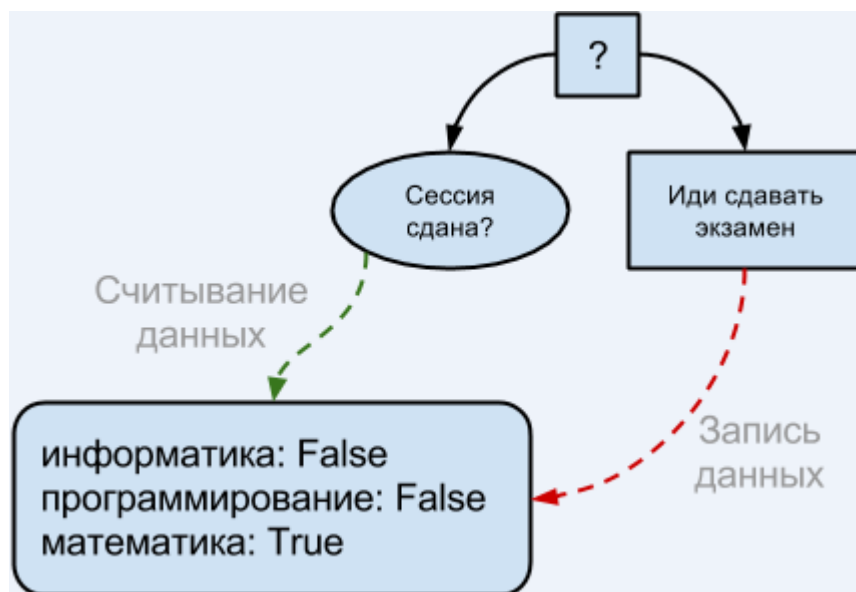 ?
Сессия
сдана?
Иди сдавать
экзамен
Считывание
данных
Запись
данных
информатика: False
программирование: False
математика: True